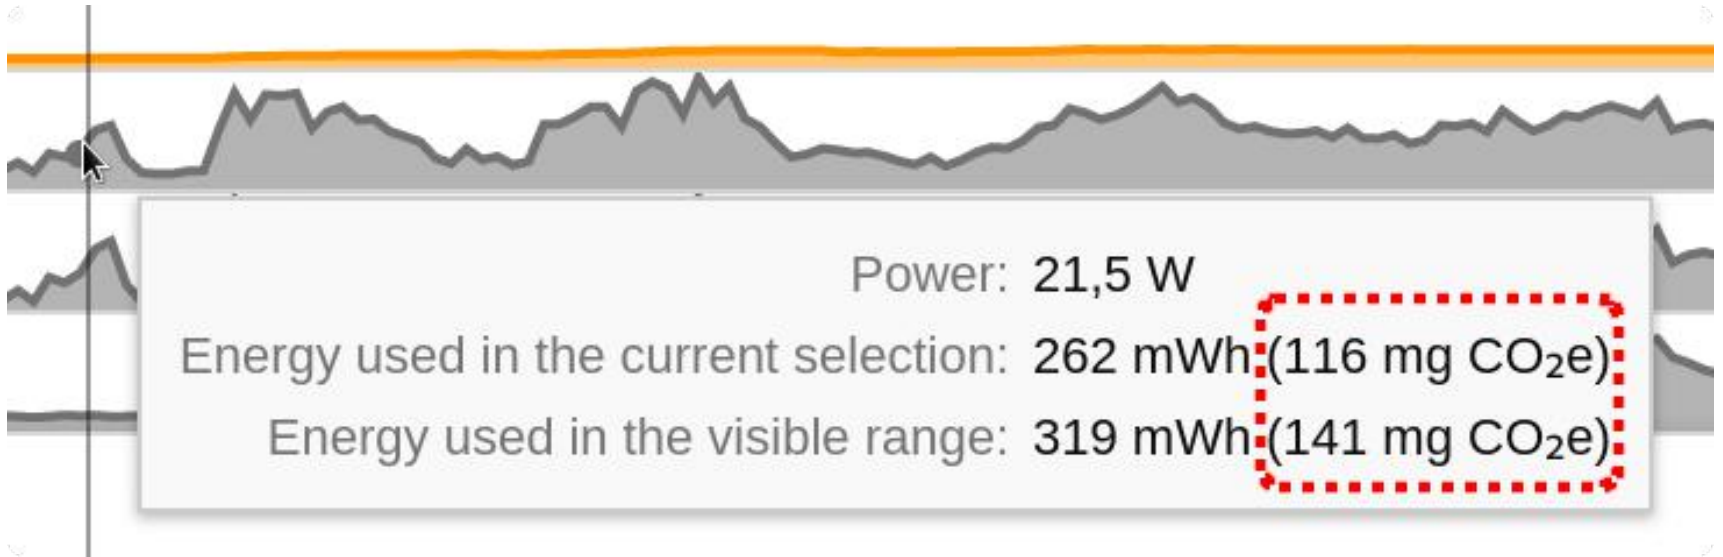 Power: 21,5 W
Energy used in the current selection: 262 mWh (116 mg CO₂e)
Energy used in the visible range: 319 mWh (141 mg CO₂e)